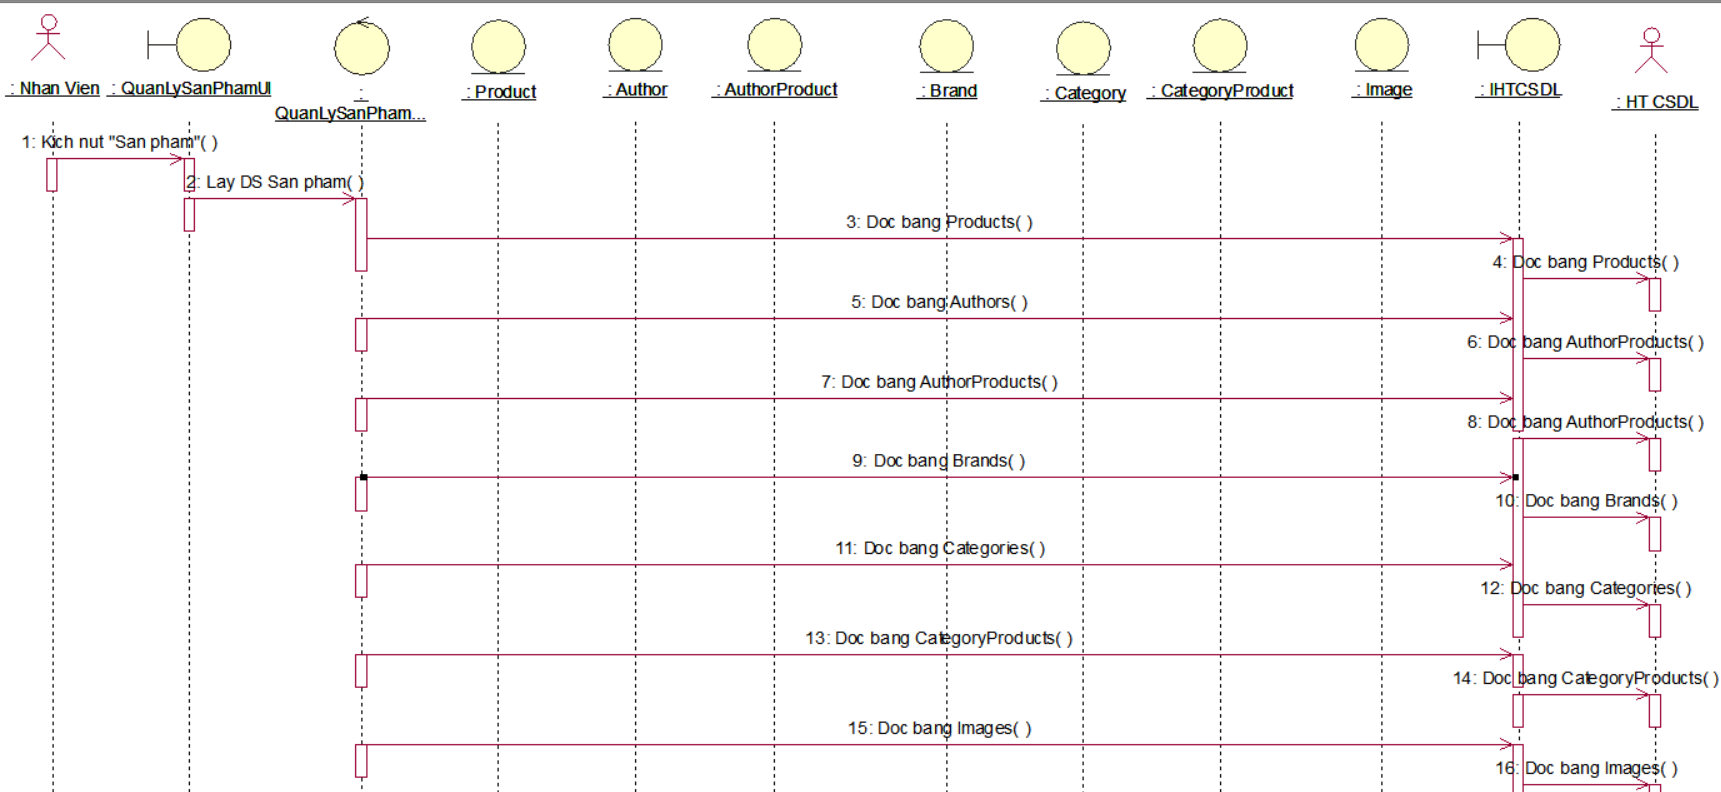 : Nhan Vien
: QuanLySanPhamUI
:
QuanLySanPham...
: Product
: Author
: AuthorProduct
: Brand
: Category
: CategoryProduct
: Image
: IHTCSDL
: HT CSDL
1: Kich nut "San pham"( )
2: Lay DS San pham( )
3: Doc bang Products( )
4: Doc bang Products( )
5: Doc bang Authors( )
6: Doc bang AuthorProducts( )
7: Doc bang AuthorProducts( )
8: Doc bang AuthorProducts( )
9: Doc bang Brands( )
10: Doc bang Brands( )
11: Doc bang Categories( )
12: Doc bang Categories( )
13: Doc bang CategoryProducts( )
14: Doc bang CategoryProducts( )
15: Doc bang Images( )
16: Doc bang Images( )